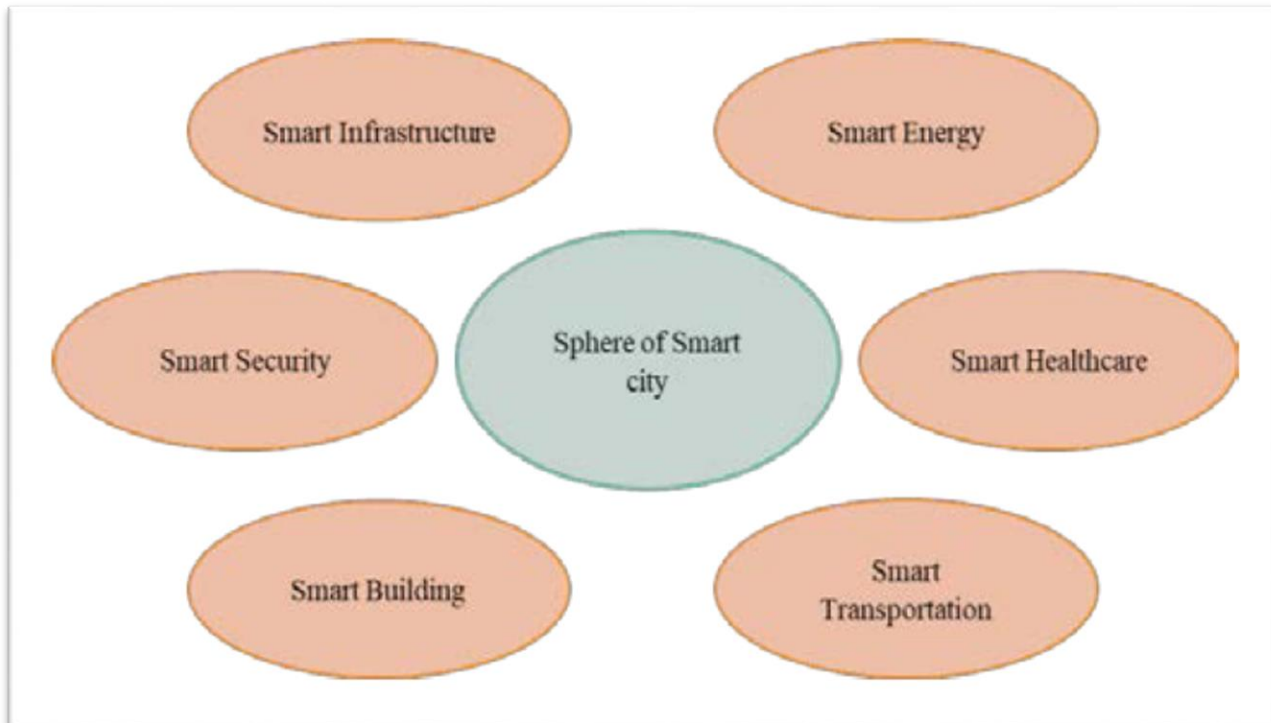 Smart Infrastructure
Smart Energy
Smart Security
Sphere of Smart
city
Smart Healthcare
Smart Building
Smart
Transportation